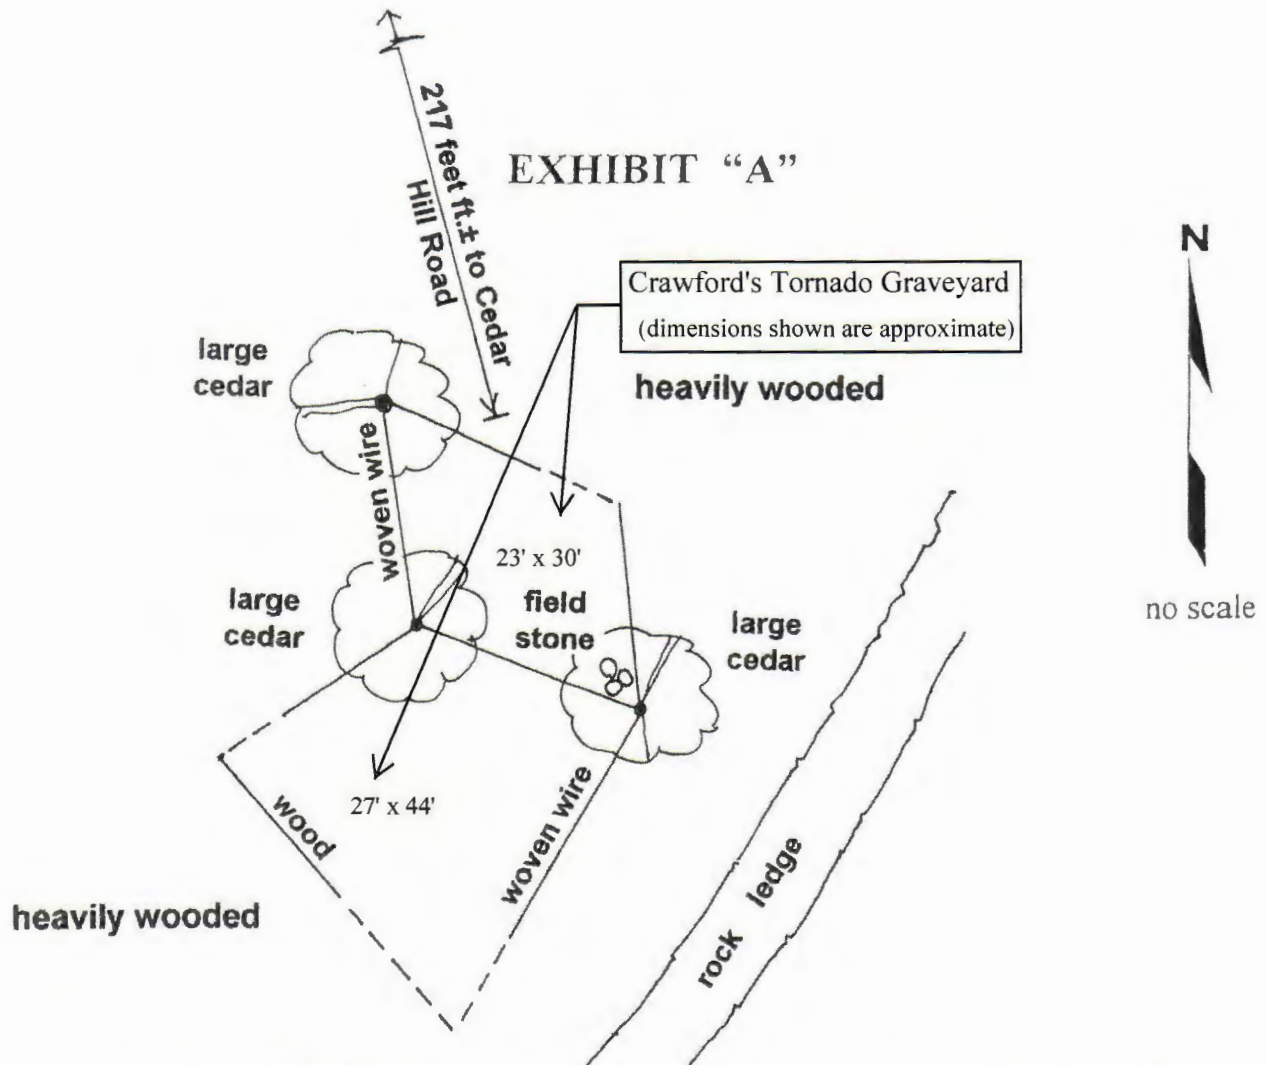 217 feet ft.± to Cedar
Hill Road
EXHIBIT "A"
N
Crawford's Tornado Graveyard
(dimensions shown are approximate)
large
cedar
heavily wooded
woven wire
23' x 30'
no scale
large
cedar
field
stone
large
cedar
27' x 44'
wood
woven wire
rock ledge
heavily wooded